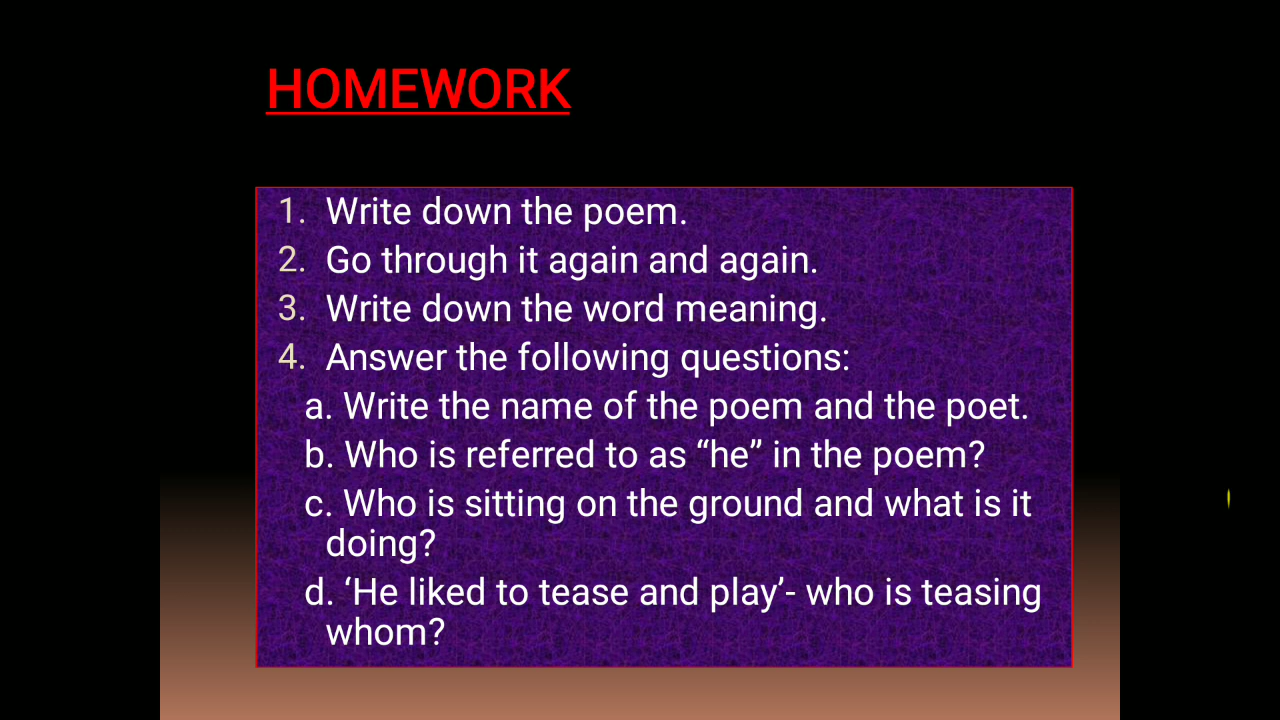 HOMEWORK
1. Write down the poem.
2. Go through it again and again.
3. Write down the word meaning.
4. Answer the following questions:
a. Write the name of the poem and the poet.
b. Who is referred to as “he” in the poem?
c. Who is sitting on the ground and what is it
doing?
d. ‘He liked to tease and play’- who is teasing
whom?